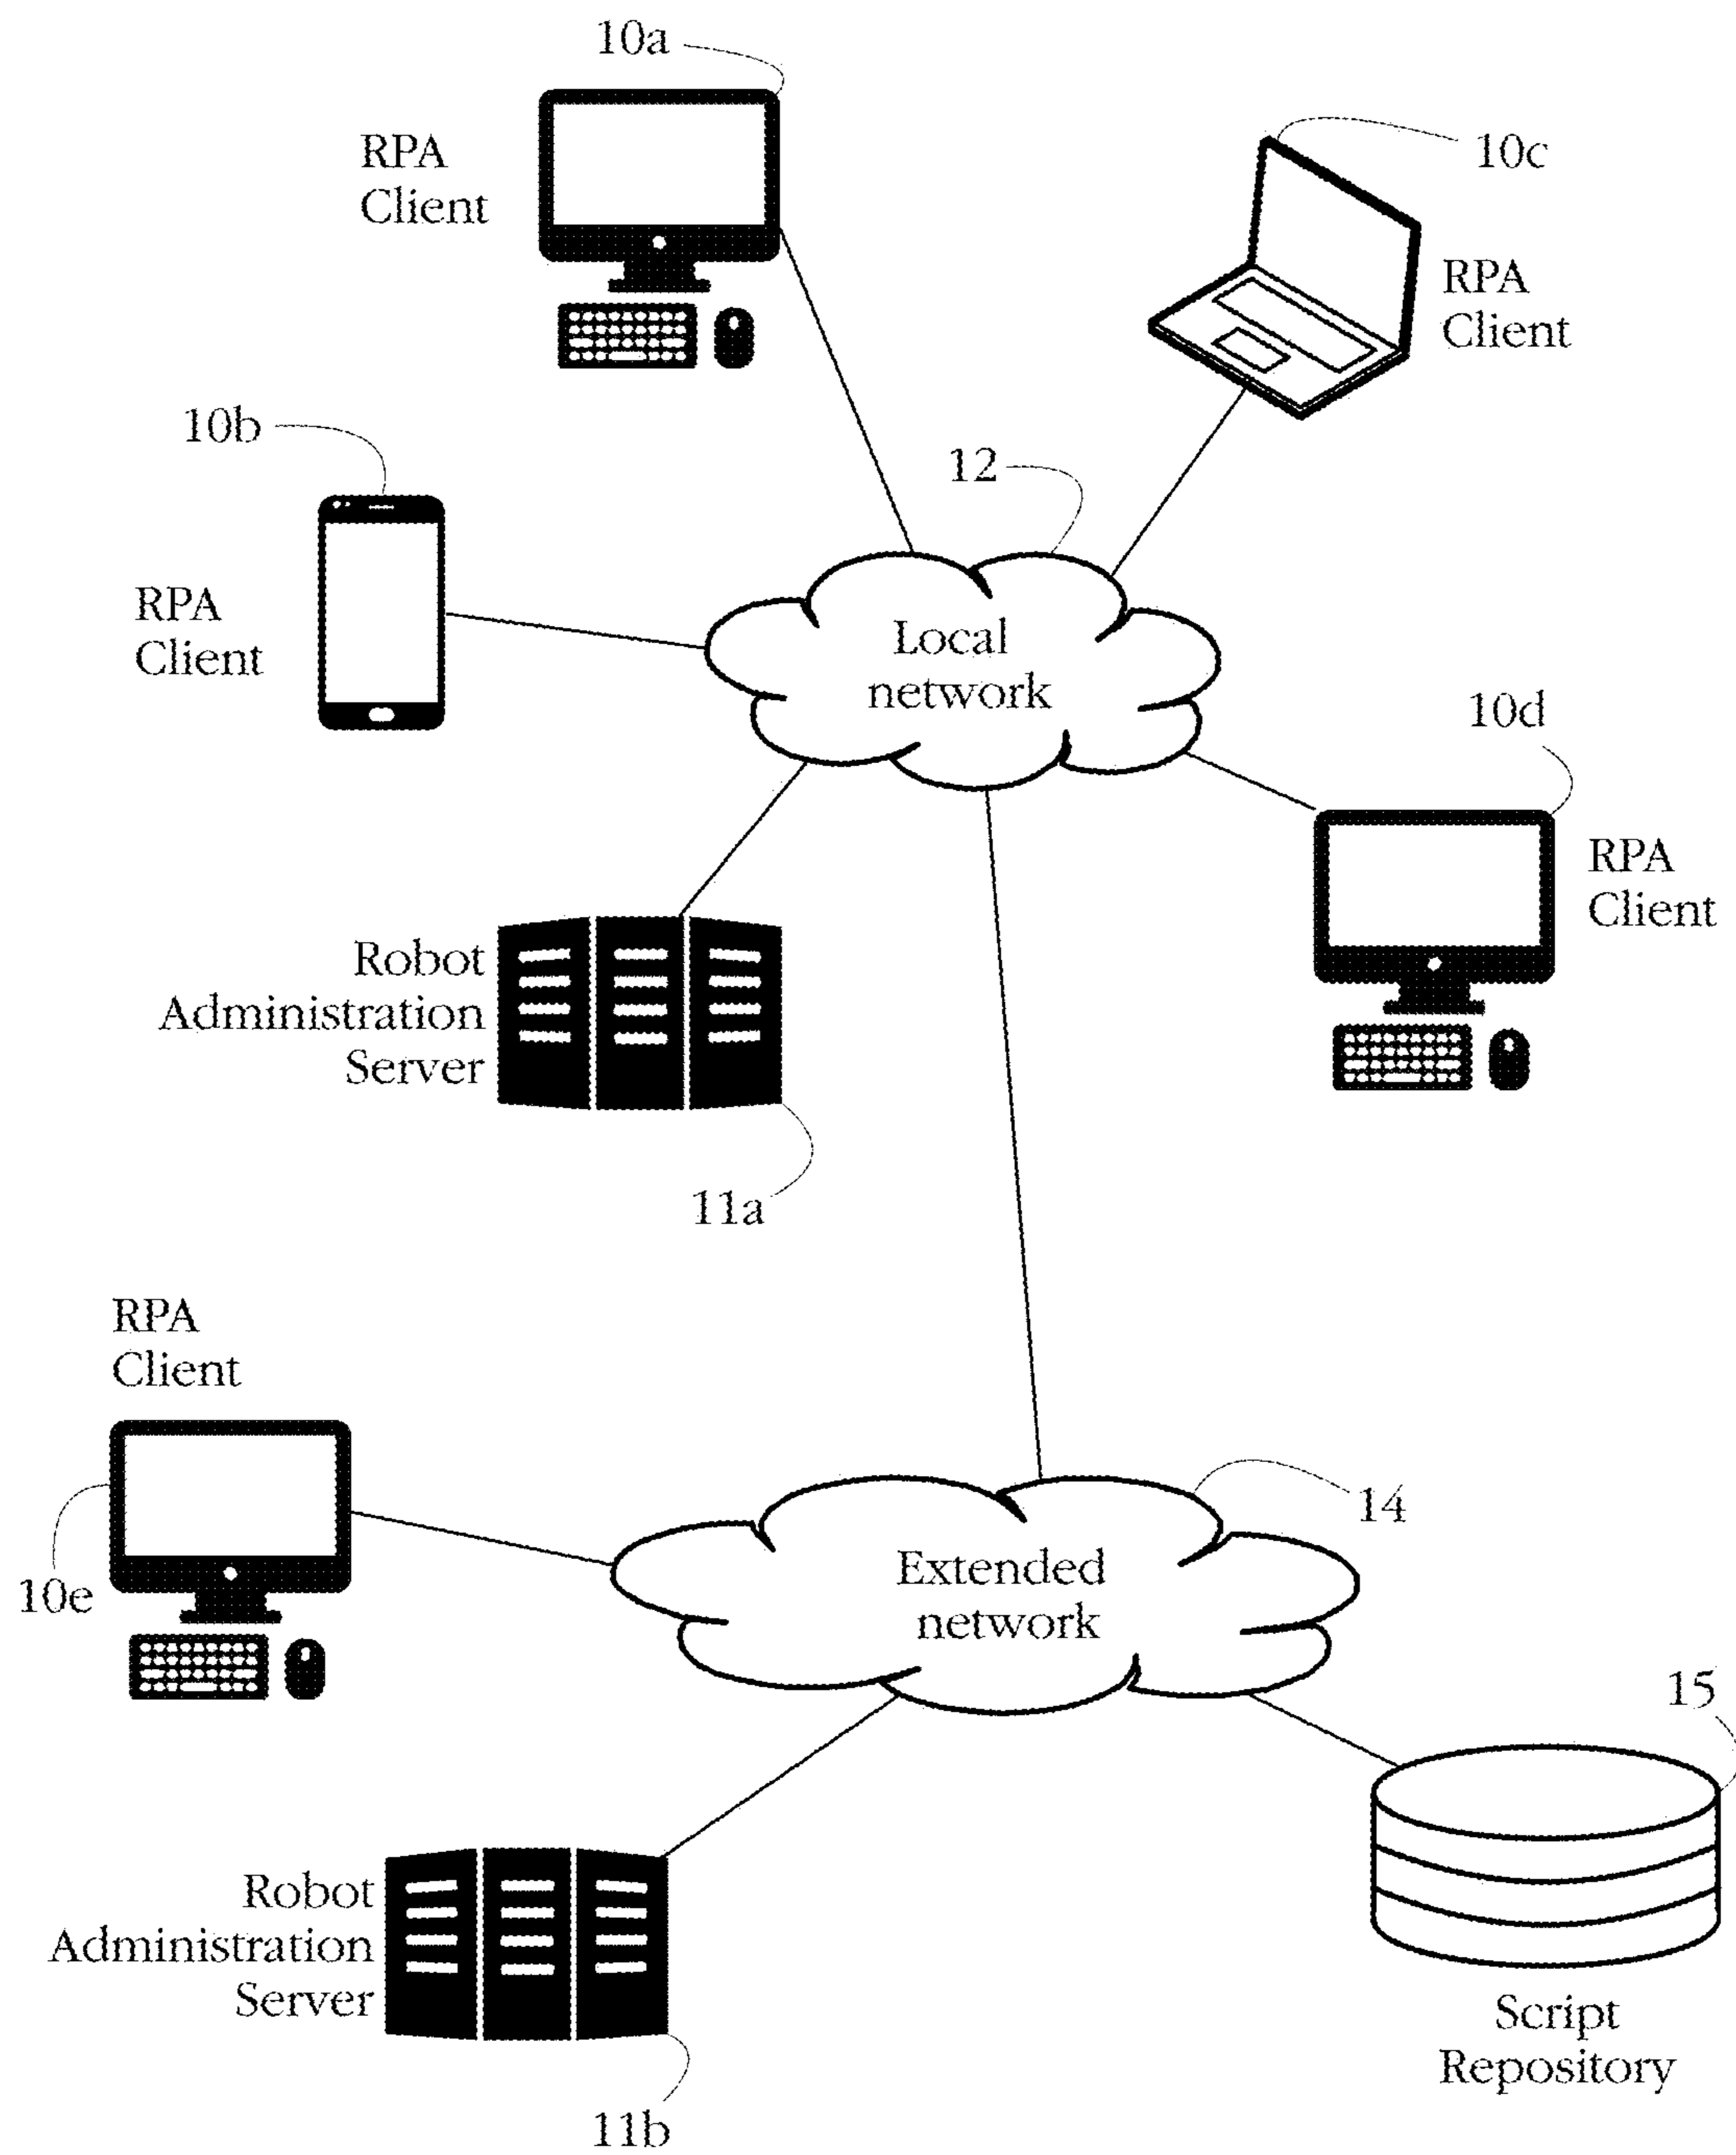 10a
RPA
Client
10c
RPA
Client
10b
12
RPA
Client
Local
network
10d
RPA
Client
Robot
Administration
Server
11a
RPA
Client
14
10e
Extended
network
15
Robot
Administration
Server
Script
Repository
11b